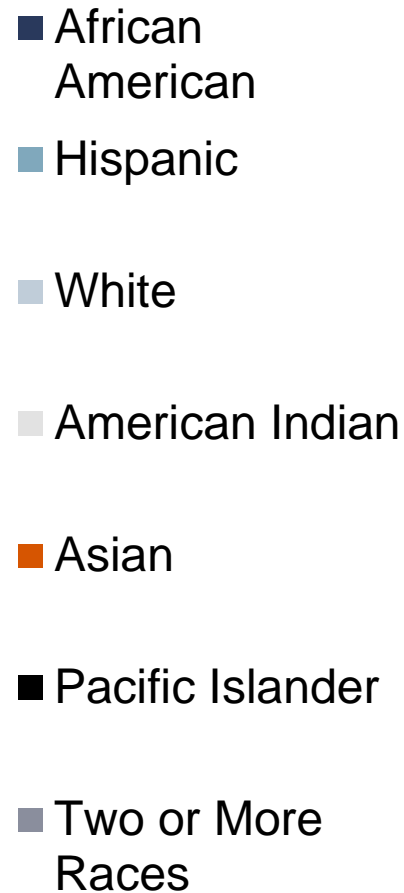 African
American
Hispanic
White
American Indian
Asian
Pacific Islander
Two or More
Races